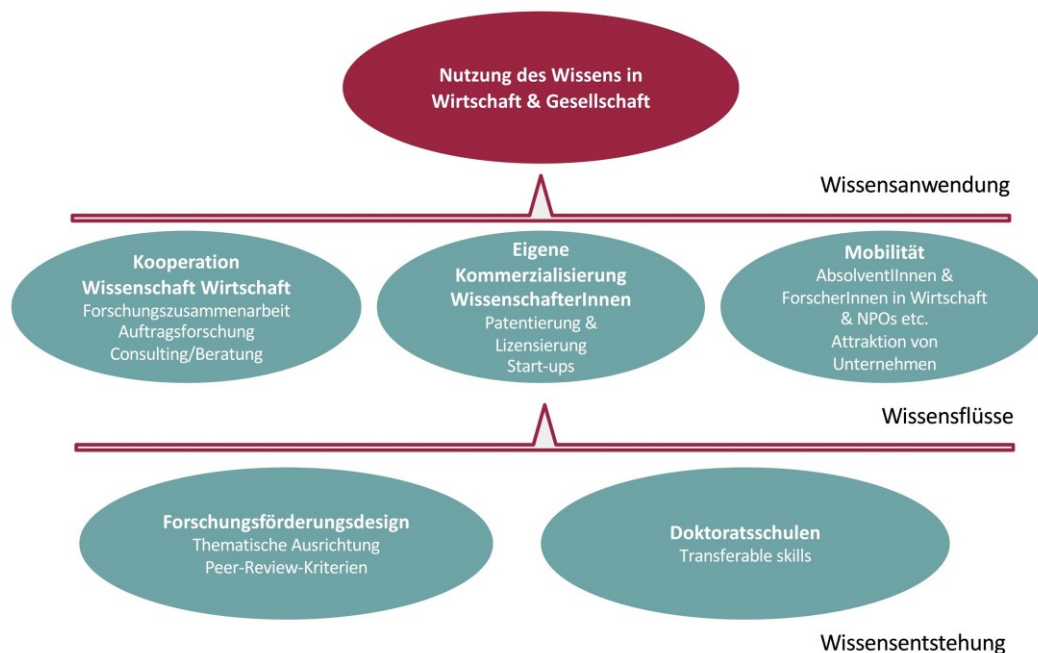 Nutzung des Wissens in
Wirtschaft & Gesellschaft
Wissensanwendung
Kooperation
Wissenschaft Wirtschaft
Forschungszusammenarbeit
Auftragsforschung
Consulting/Beratung
Eigene
Kommerzialisierung
WissenschafterInnen
Patentierung &
Lizensierung
Start-ups
Mobilität
AbsolventIInnen &
ForscherInnen in Wirtschaft
& NPOs etc.
Attraktion von
Unternehmen
Wissensflüsse
Forschungsförderungsdesign
Thematische Ausrichtung
Peer-Review-Kriterien
Doktoratsschulen
Transferable skills
Wissensentstehung